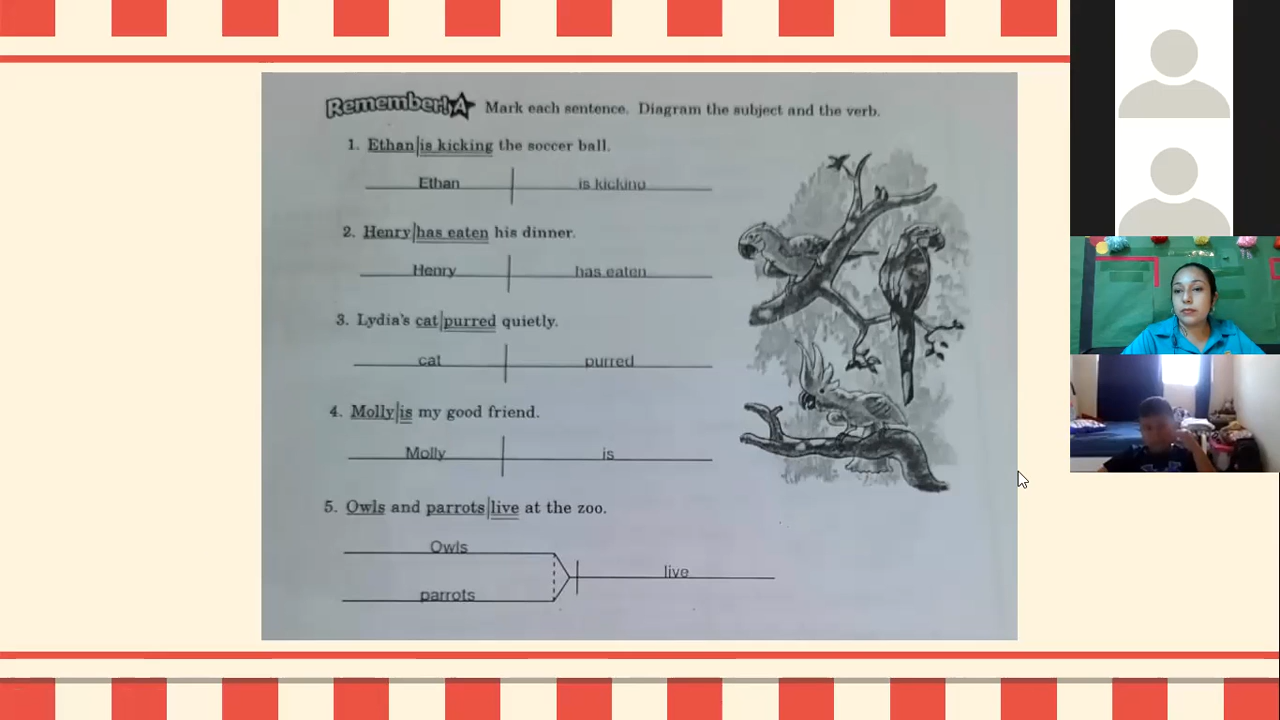 Remember! A Mark each sentence. Diagram the subject and the verb.
1. Ethan|is kicking the soccer ball.
Ethan is kicking
2. Henry|has eaten his dinner.
Henry has eaten
3. Lydia's cat|purred quietly.
cat purred
4. Molly|is my good friend.
Molly is
5. Owls and parrots|live at the zoo.
Owls
live
parrots